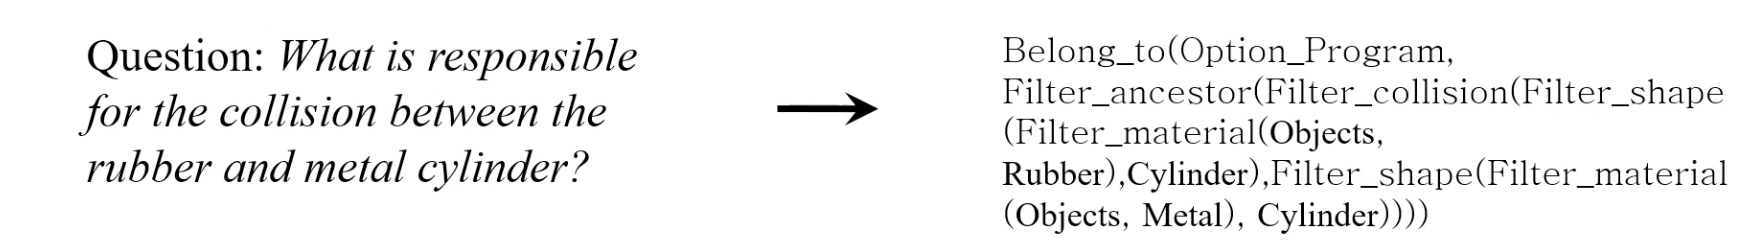 Question: What is responsible
for the collision between the
rubber and metal cylinder?
Belong_to(Option_Program,
Filter_ancestor(Filter_collision(Filter_shape
(Filter_material(Objects,
Rubber),Cylinder),Filter_shape(Filter_material
(Objects, Metal), Cylinder))))